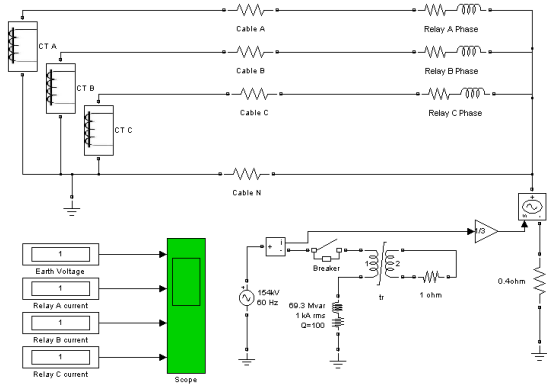 CT A
Cable A
Relay A Phase
CT B
Cable B
Relay B Phase
CT C
Cable C
Relay C Phase
Cable N
1
Earth Voltage
1
Relay A current
1
Relay B current
1
Relay C current
Scope
+
-
i
Breaker
1
2
tr
1 ohm
+
154kV
60 Hz
69.3 Mvar
1 kA rms
Q=100
1/3
+
s
-
0.4ohm